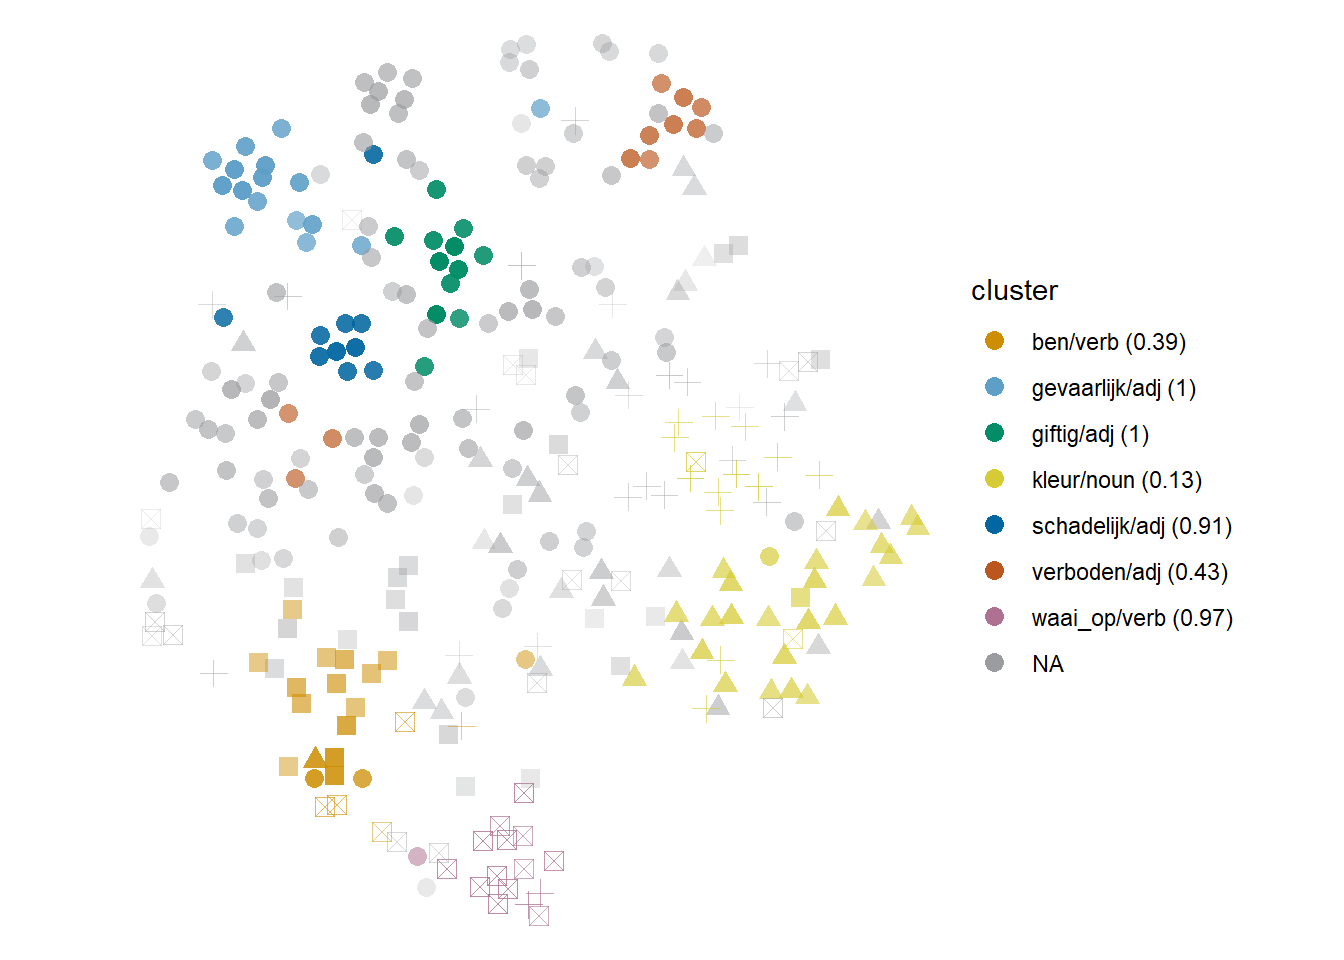 cluster
ben/verb (0.39)
gevaarlijk/adj (1)
giftig/adj (1)
kleur/noun (0.13)
schadelijk/adj (0.91)
verboden/adj (0.43)
waai_op/verb (0.97)
NA